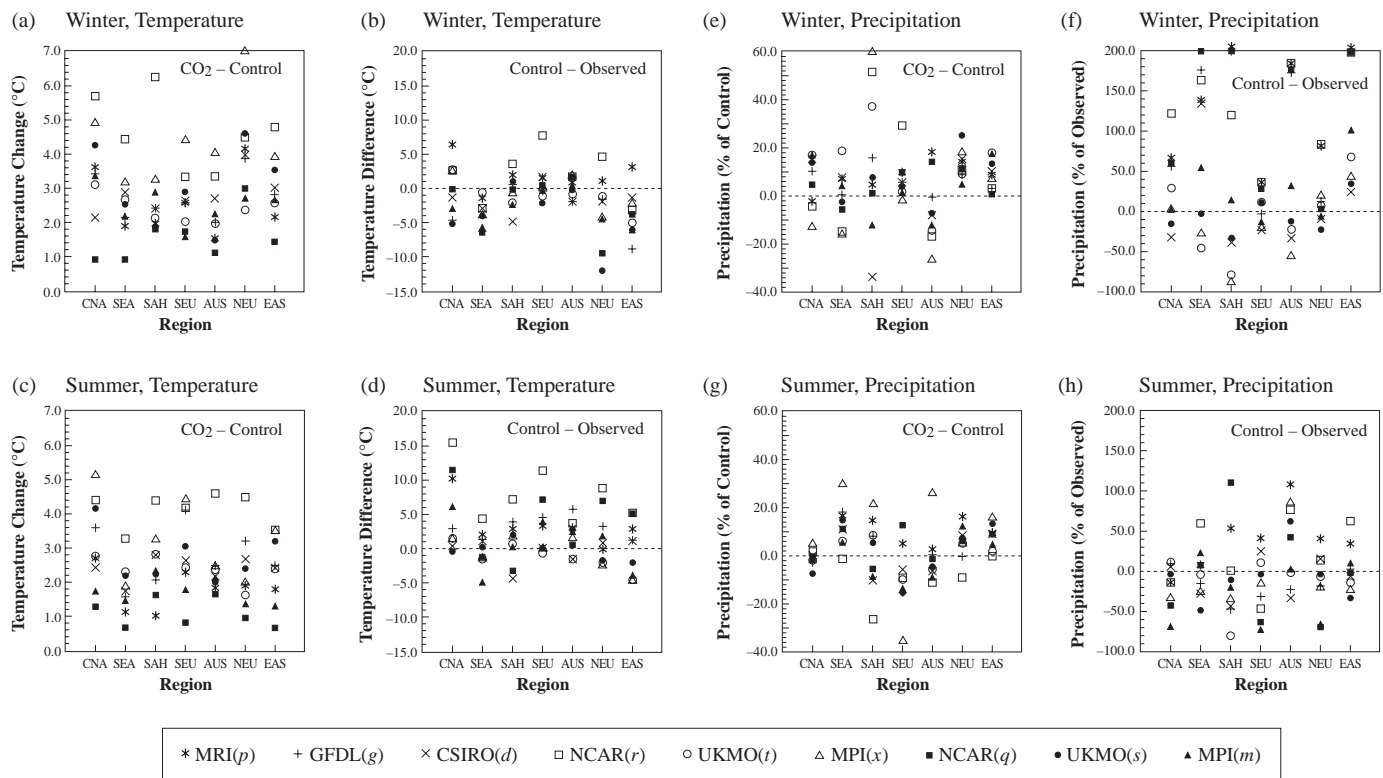 (a) Winter, Temperature
CO2 – Control
Temperature Change (°C)
7.0
6.0
5.0
4.0
3.0
2.0
1.0
0.0
CNA SEA SAH SEU AUS NEU EAS
Region
(b) Winter, Temperature
Control – Observed
Temperature Difference (°C)
20.0
15.0
10.0
5.0
0.0
–5.0
–10.0
–15.0
CNA SEA SAH SEU AUS NEU EAS
Region
(e) Winter, Precipitation
CO2 – Control
Precipitation (% of Control)
60.0
40.0
20.0
0.0
–20.0
–40.0
CNA SEA SAH SEU AUS NEU EAS
Region
(f) Winter, Precipitation
Control – Observed
Precipitation (% of Observed)
200.0
150.0
100.0
50.0
0.0
–50.0
–100.0
CNA SEA SAH SEU AUS NEU EAS
Region
(c) Summer, Temperature
CO2 – Control
Temperature Change (°C)
7.0
6.0
5.0
4.0
3.0
2.0
1.0
0.0
CNA SEA SAH SEU AUS NEU EAS
Region
(d) Summer, Temperature
Control – Observed
Temperature Difference (°C)
20.0
15.0
10.0
5.0
0.0
–5.0
–10.0
–15.0
CNA SEA SAH SEU AUS NEU EAS
Region
(g) Summer, Precipitation
CO2 – Control
Precipitation (% of Control)
60.0
40.0
20.0
0.0
–20.0
–40.0
CNA SEA SAH SEU AUS NEU EAS
Region
(h) Summer, Precipitation
Control – Observed
Precipitation (% of Observed)
200.0
150.0
100.0
50.0
0.0
–50.0
–100.0
CNA SEA SAH SEU AUS NEU EAS
Region
MRI(p) GFDL(g) CSIRO(d) NCAR(r) UKMO(t) MPI(x) NCAR(q) UKMO(s) MPI(m)